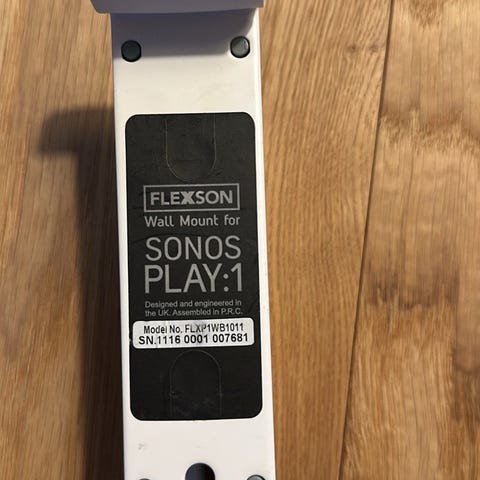 FLEXSON
Wall Mount for
SONOS
PLAY:1
Designed and engineered in
the UK. Assembled in P.R.C.
Model No. FLXP1WB1011
SN.1116 0001 007681